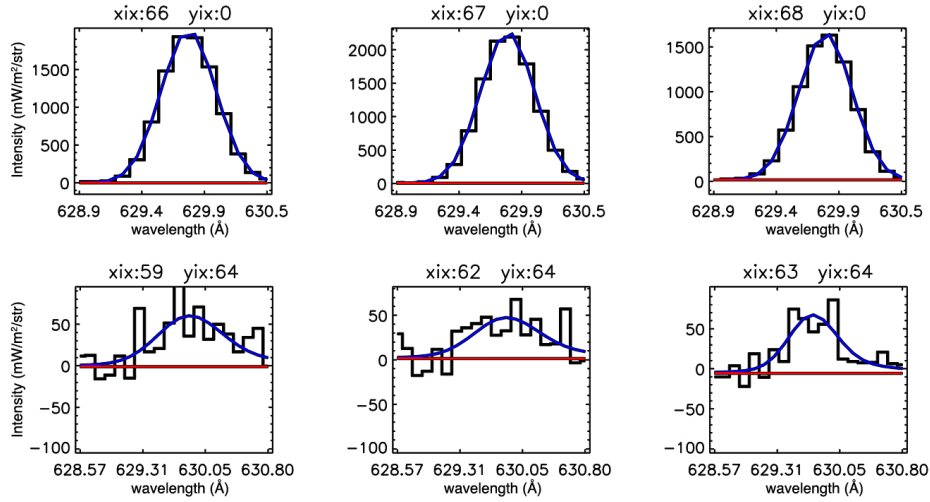 xix:66 yix:0
xix:67 yix:0
xix:68 yix:0
Intensity (mW/m²/str)
1500
1000
500
0
2000
1500
1000
500
0
1500
1000
500
0
628.9 629.4 629.9 630.5
628.9 629.4 629.9 630.5
628.9 629.4 629.9 630.5
wavelength (Å)
wavelength (Å)
wavelength (Å)
xix:59 yix:64
xix:62 yix:64
xix:63 yix:64
Intensity (mW/m²/str)
50
0
−50
−100
50
0
−50
−100
50
0
−50
−100
628.57 629.31 630.05 630.80
628.57 629.31 630.05 630.80
628.57 629.31 630.05 630.80
wavelength (Å)
wavelength (Å)
wavelength (Å)